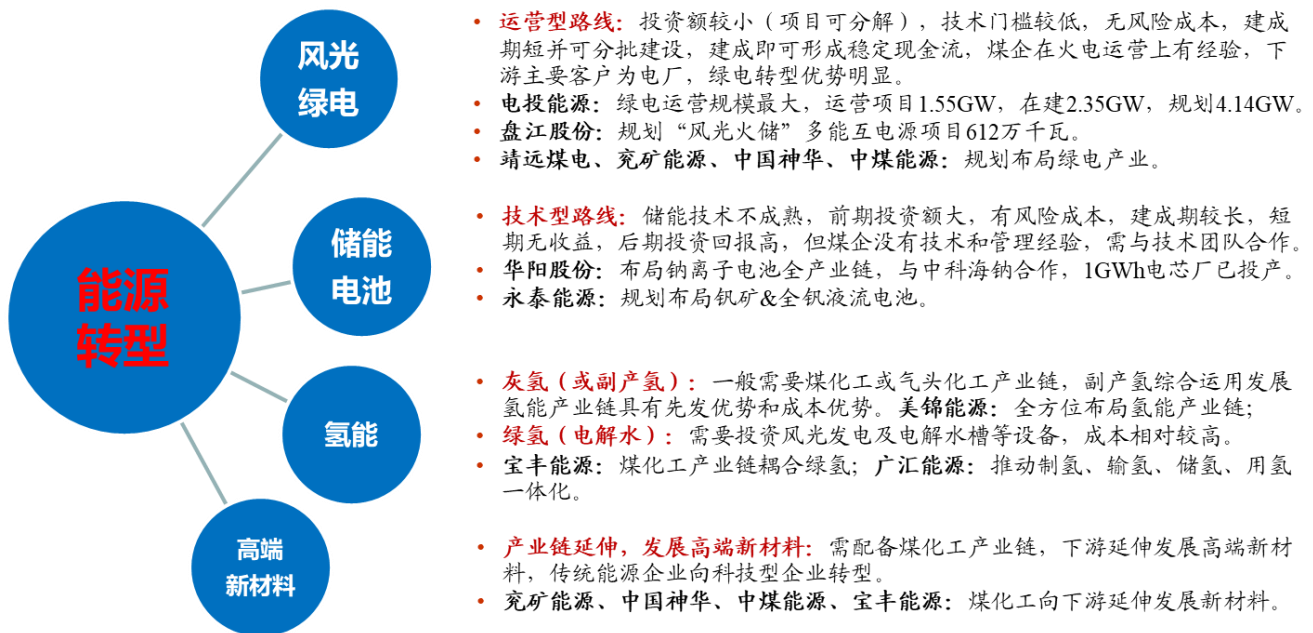 能源
转型
风光
绿电
• 运营型路线：投资额较小（项目可分解），技术门槛较低，无风险成本，建成
期短并可分批建设，建成即可形成稳定现金流，煤企在火电运营上有经验，下
游主要客户为电厂，绿电转型优势明显。
• 电投能源：绿电运营规模最大，运营项目1.55GW，在建2.35GW，规划4.14GW。
• 盘江股份：规划“风光火储”多能互电源项目612万千瓦。
• 靖远煤电、兖矿能源、中国神华、中煤能源：规划布局绿电产业。
储能
电池
• 技术型路线：储能技术不成熟，前期投资额大，有风险成本，建成期较长，短
期无收益，后期投资回报高，但煤企没有技术和管理经验，需与技术团队合作。
• 华阳股份：布局钠离子电池全产业链，与中科海钠合作，1GWh电芯厂已投产。
• 永泰能源：规划布局钒矿&全钒液流电池。
氢能
• 灰氢（或副产氢）：一般需要煤化工或气头化工产业链，副产氢综合运用发展
氢能产业链具有先发优势和成本优势。美锦能源：全方位布局氢能产业链；
• 绿氢（电解水）：需要投资风光发电及电解水槽等设备，成本相对较高。
• 宝丰能源：煤化工产业链耦合绿氢；广汇能源：推动制氢、输氢、储氢、用氢
一体化。
高端
新材料
• 产业链延伸，发展高端新材料：需配备煤化工产业链，下游延伸发展高端新材
料，传统能源企业向科技型企业转型。
• 兖矿能源、中国神华、中煤能源、宝丰能源：煤化工向下游延伸发展新材料。